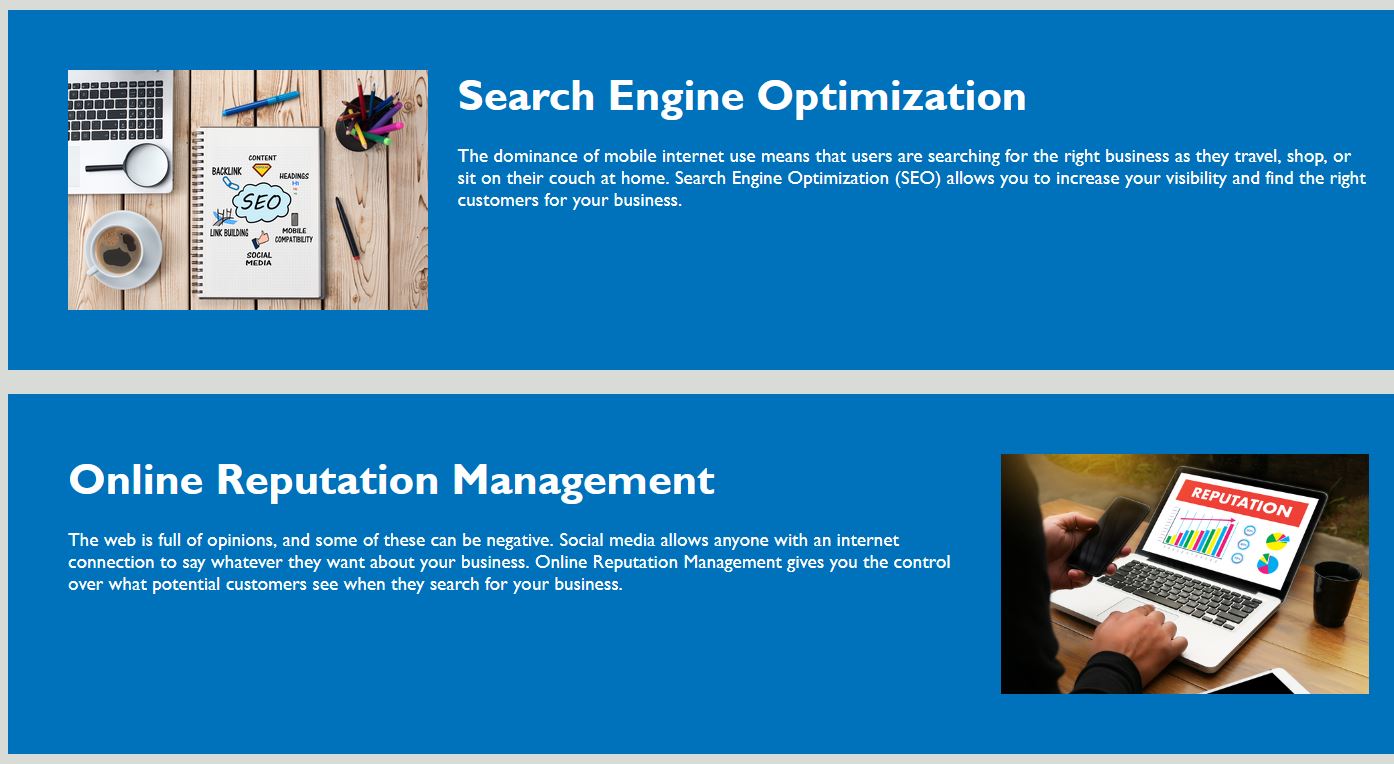 Search Engine Optimization
The dominance of mobile internet use means that users are searching for the right business as they travel, shop, or
sit on their couch at home. Search Engine Optimization (SEO) allows you to increase your visibility and find the right
customers for your business.
CONTENT
BACKLINK
HEADINGS
H1
SEO
LINK BUILDING
MOBILE
COMPATIBILITY
SOCIAL
MEDIA
Online Reputation Management
The web is full of opinions, and some of these can be negative. Social media allows anyone with an internet
connection to say whatever they want about your business. Online Reputation Management gives you the control
over what potential customers see when they search for your business.
REPUTATION